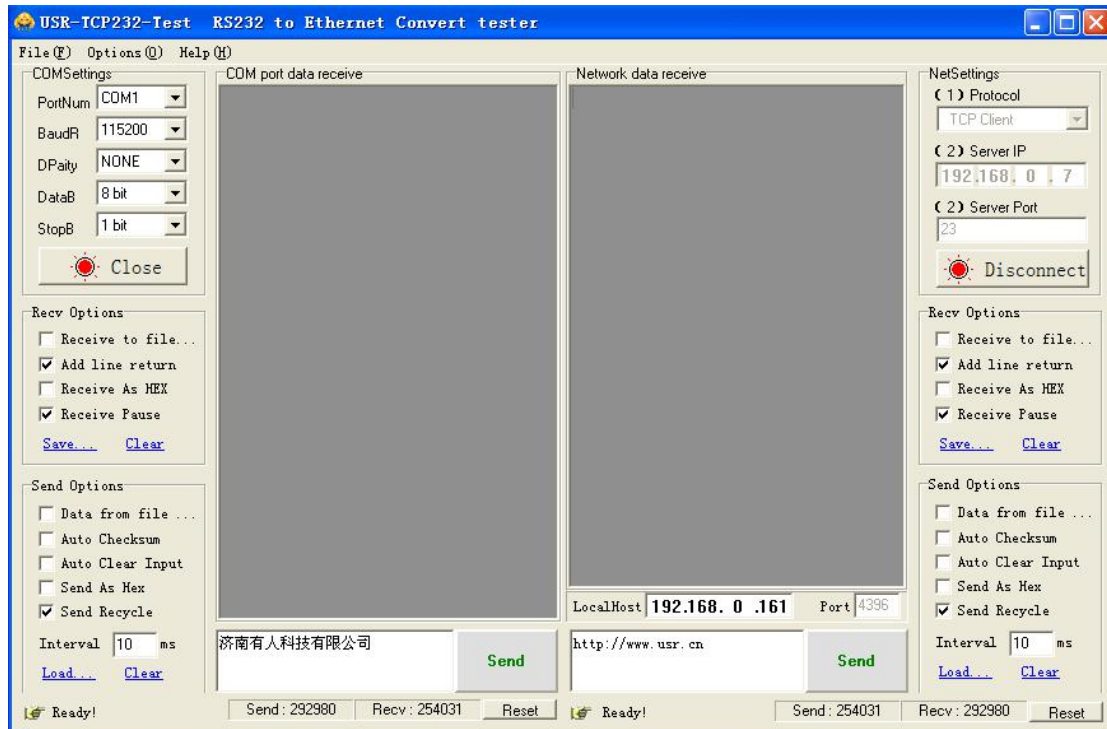 USR-TCP232-Test RS232 to Ethernet Convert tester
File(F) Options(O) Help(H)
COMSettings
PortNum COM1
BaudR 115200
DPaity NONE
DataB 8 bit
StopB 1 bit
Close
Recv Options
Receive to file...
Add line return
Receive As HEX
Receive Pause
Save... Clear
Send Options
Data from file ...
Auto Checksum
Auto Clear Input
Send As Hex
Send Recycle
Interval 10 ms
Load... Clear
COM port data receive
济南有人科技有限公司
Send
Ready!
Send : 292980 Recv : 254031 Reset
Network data receive
LocalHost 192.168. 0 .161 Port 4396
http://www.usr.cn
Send
Ready!
Send : 254031 Recv : 292980 Reset
NetSettings
( 1 ) Protocol
TCP Client
( 2 ) Server IP
192.168. 0 . 7
( 2 ) Server Port
23
Disconnect
Recv Options
Receive to file...
Add line return
Receive As HEX
Receive Pause
Save... Clear
Send Options
Data from file ...
Auto Checksum
Auto Clear Input
Send As Hex
Send Recycle
Interval 10 ms
Load... Clear